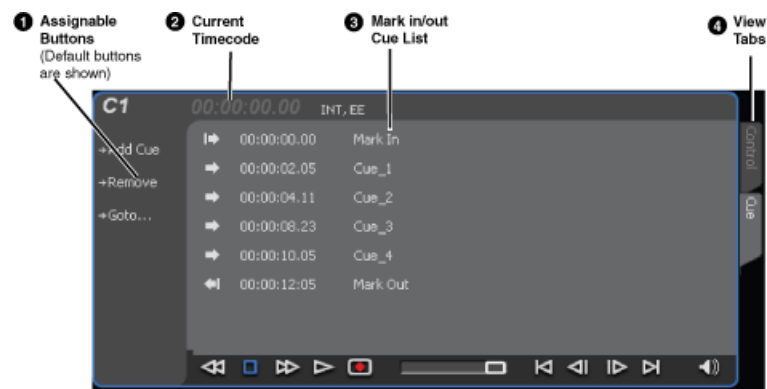 1 Assignable
Buttons
(Default buttons
are shown)
2 Current
Timecode
3 Mark in/out
Cue List
4 View
Tabs
C1
00:00:00.00 INT, EE
→Add Cue
→Remove
→Goto...
00:00:00.00 Mark In
00:00:02.05 Cue_1
00:00:04.11 Cue_2
00:00:08.23 Cue_3
00:00:10.05 Cue_4
00:00:12:05 Mark Out
Control
Cue